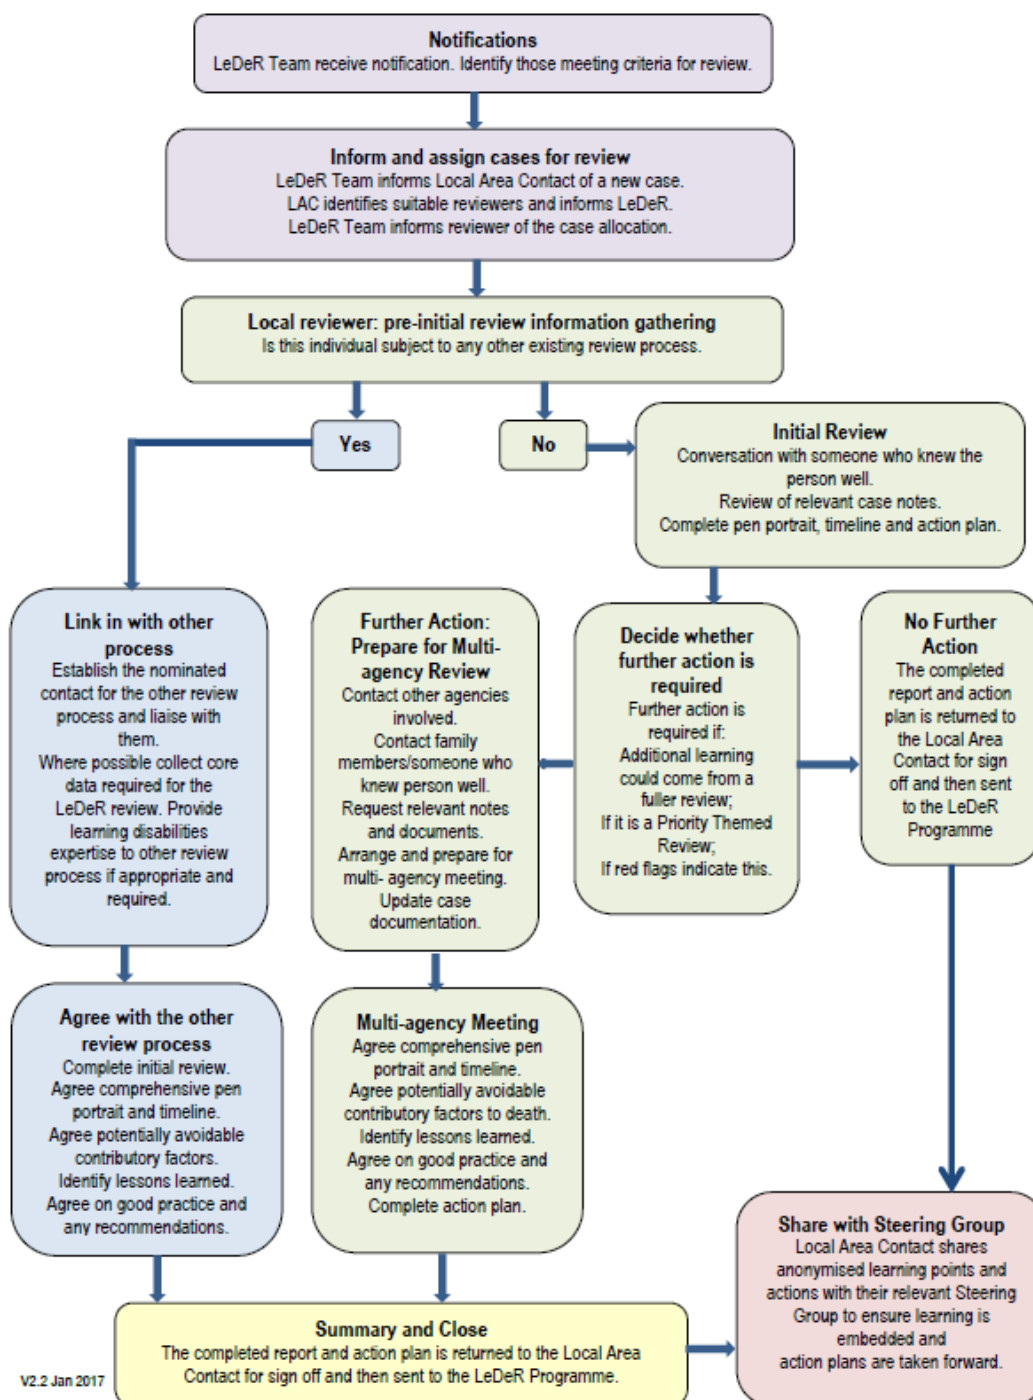 Notifications
LeDeR Team receive notification. Identify those meeting criteria for review.
Inform and assign cases for review
LeDeR Team informs Local Area Contact of a new case.
LAC identifies suitable reviewers and informs LeDeR.
LeDeR Team informs reviewer of the case allocation.
Local reviewer: pre-initial review information gathering
Is this individual subject to any other existing review process.
Yes
No
Initial Review
Conversation with someone who knew the
person well.
Review of relevant case notes.
Complete pen portrait, timeline and action plan.
Link in with other
process
Establish the nominated
contact for the other review
process and liaise with
them.
Where possible collect core
data required for the
LeDeR review. Provide
learning disabilities
expertise to other review
process if appropriate and
required.
Further Action:
Prepare for Multi-
agency Review
Contact other agencies
involved.
Contact family
members/someone who
knew person well.
Request relevant notes
and documents.
Arrange and prepare for
multi- agency meeting.
Update case
documentation.
Decide whether
further action is
required
Further action is
required if:
Additional learning
could come from a
fuller review;
If it is a Priority Themed
Review;
If red flags indicate this.
No Further
Action
The completed
report and action
plan is returned to
the Local Area
Contact for sign
off and then sent
to the LeDeR
Programme
Agree with the other
review process
Complete initial review.
Agree comprehensive pen
portrait and timeline.
Agree potentially avoidable
contributory factors.
Identify lessons learned.
Agree on good practice and
any recommendations.
Multi-agency Meeting
Agree comprehensive pen
portrait and timeline.
Agree potentially avoidable
contributory factors to death.
Identify lessons learned.
Agree on good practice and
any recommendations.
Complete action plan.
Share with Steering Group
Local Area Contact shares
anonymised learning points and
actions with their relevant Steering
Group to ensure learning is
embedded and
action plans are taken forward.
Summary and Close
The completed report and action plan is returned to the Local Area
Contact for sign off and then sent to the LeDeR Programme.
V2.2 Jan 2017